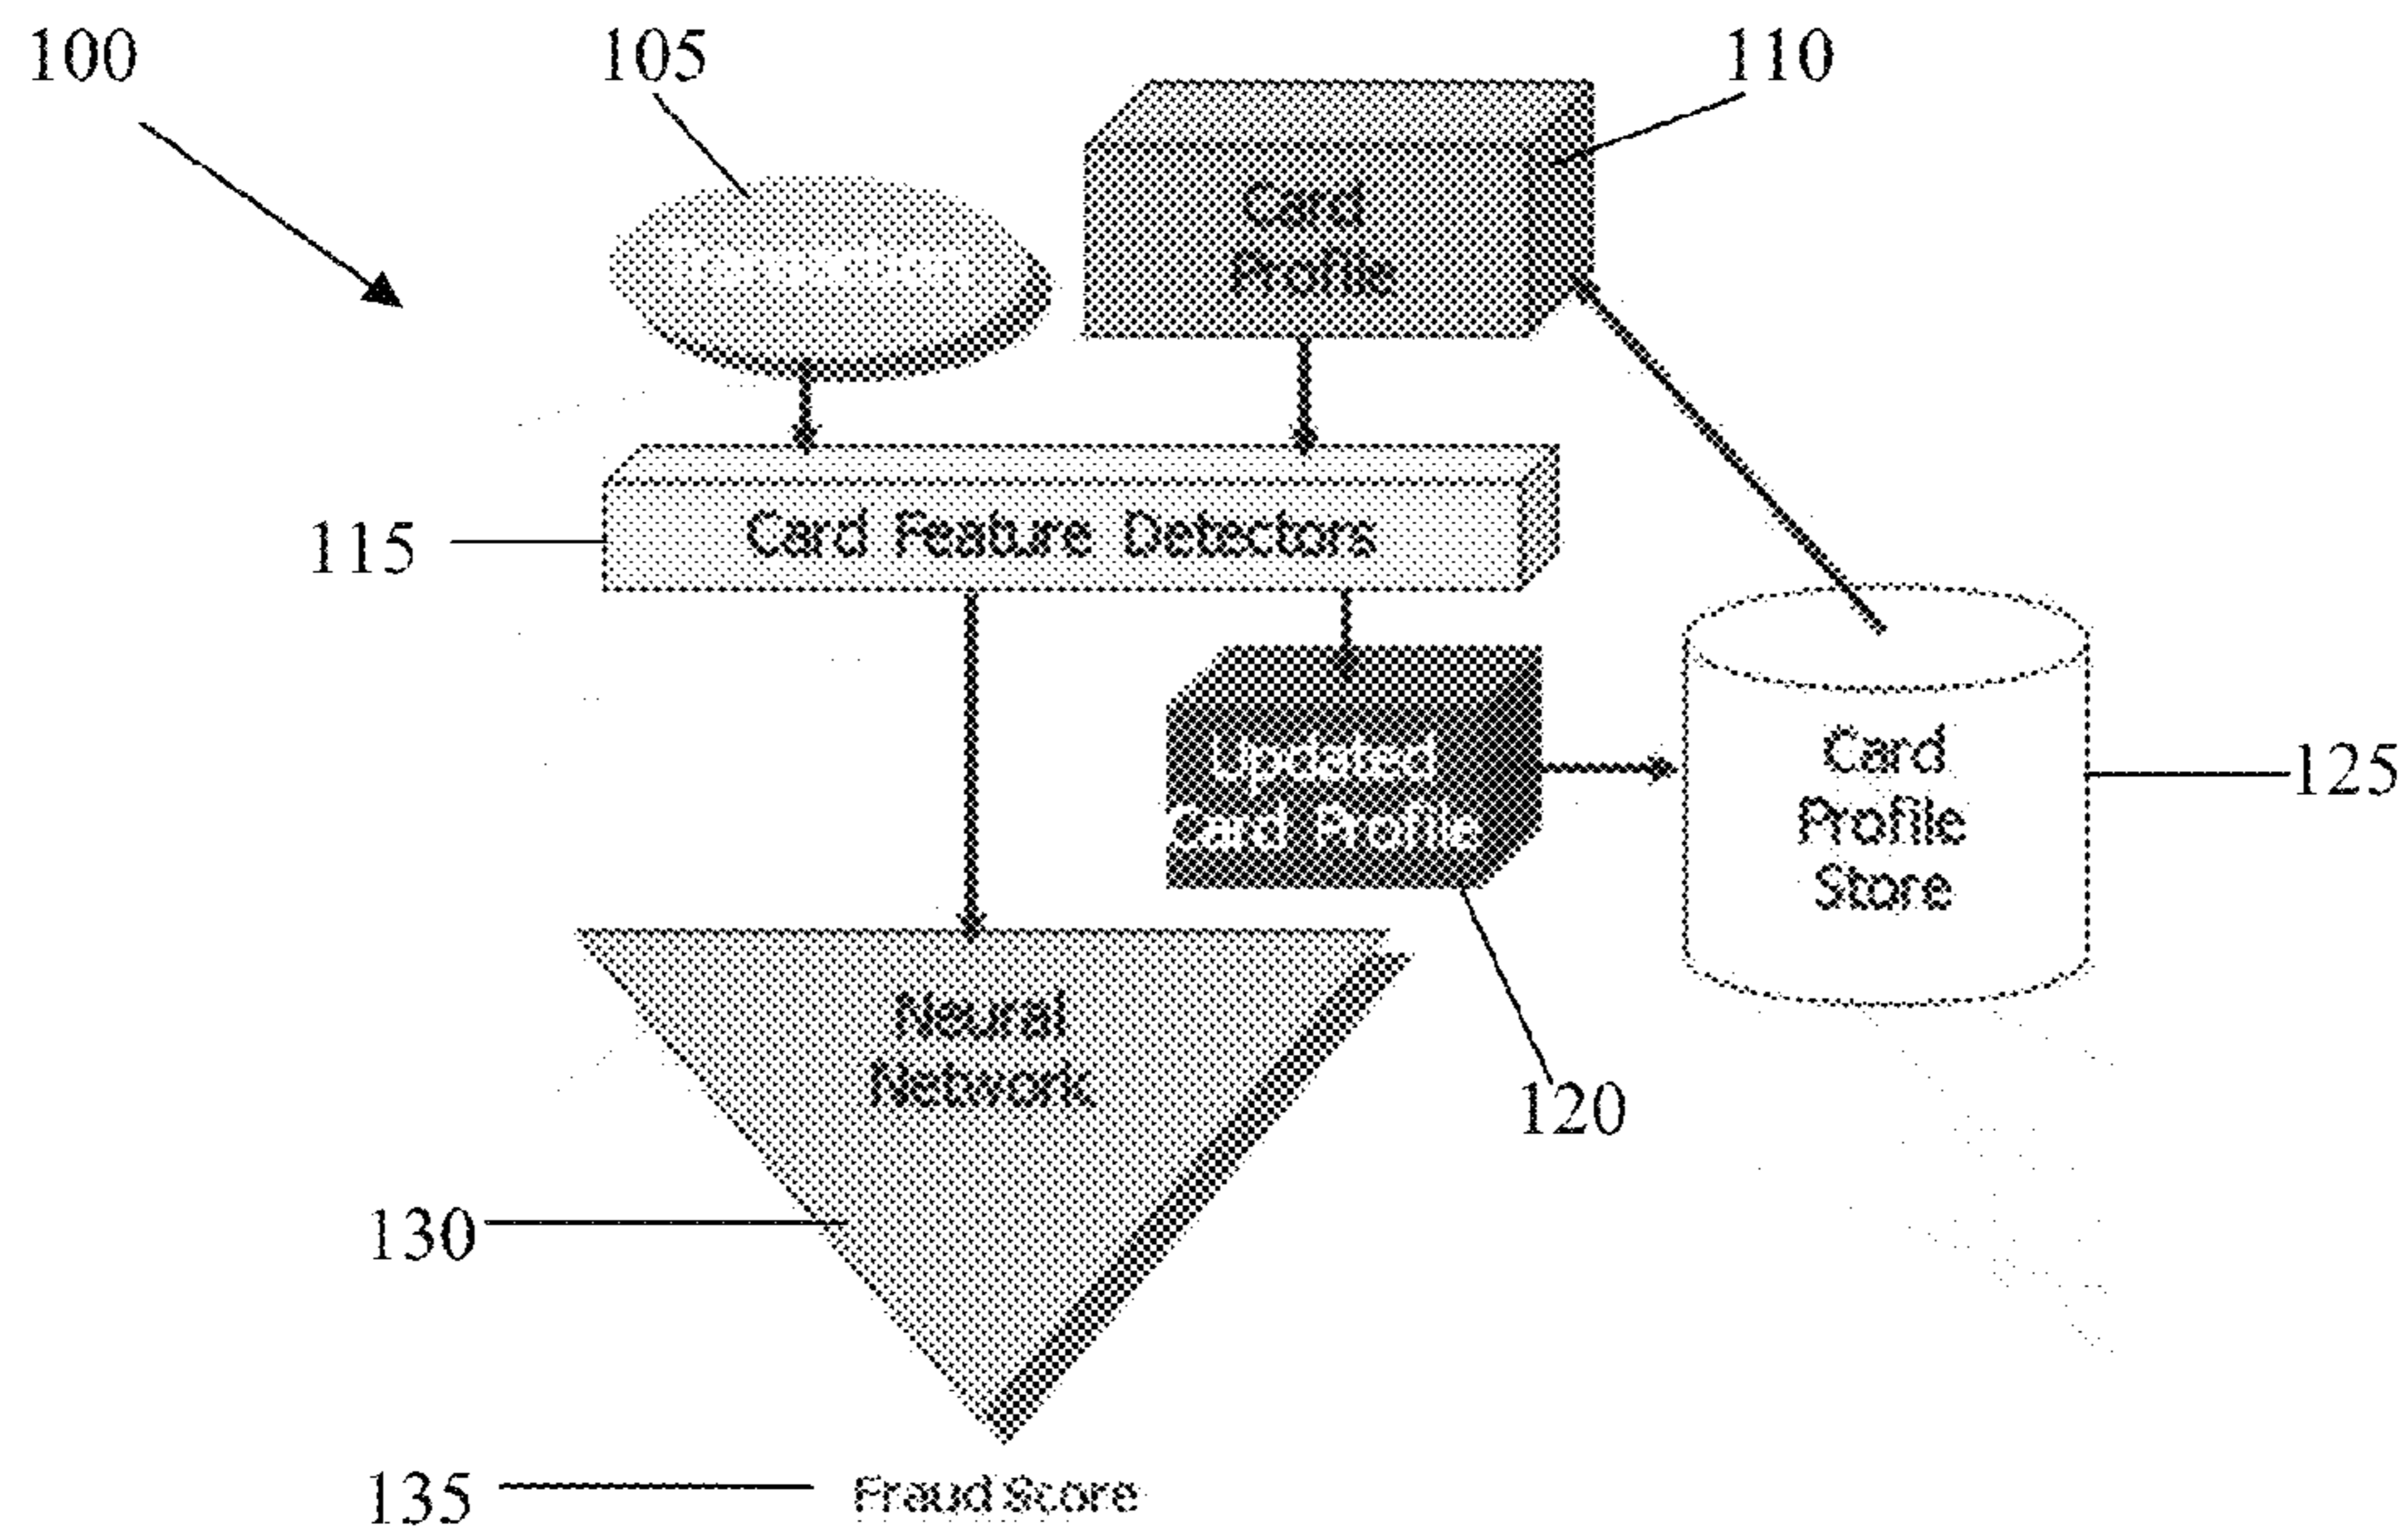 100
105
110
Transaction
Card
Profile
115
Card Feature Detectors
Updated
Card Profile
Card
Profile
Store
125
Neural
Network
120
130
135
Fraud Score